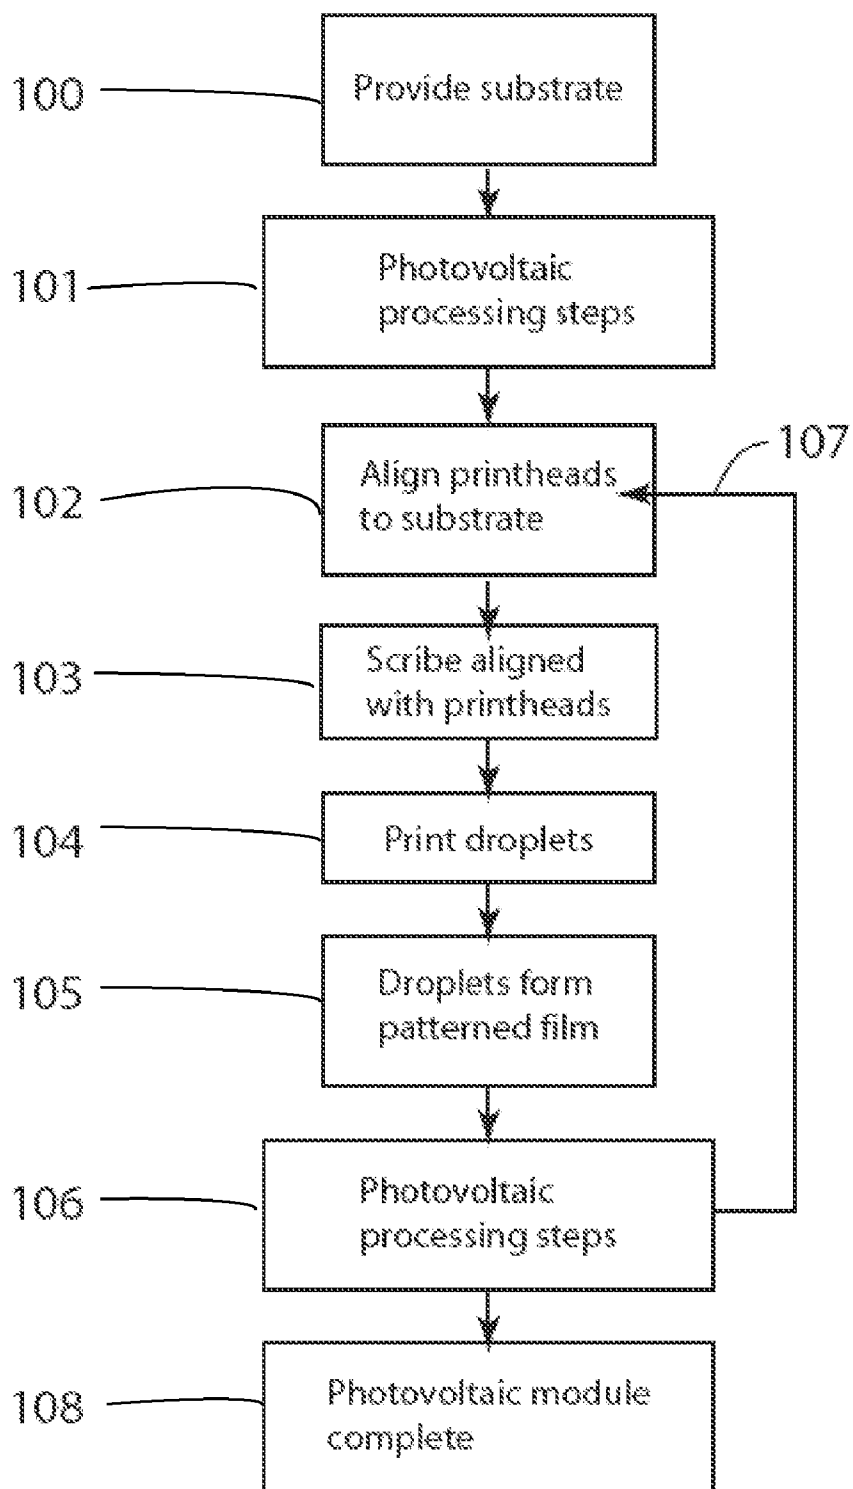 100
Provide substrate
101
Photovoltaic
processing steps
107
102
Align printheads
to substrate
103
Scribe aligned
with printheads
104
Print droplets
105
Droplets form
patterned film
106
Photovoltaic
processing steps
108
Photovoltaic module
complete